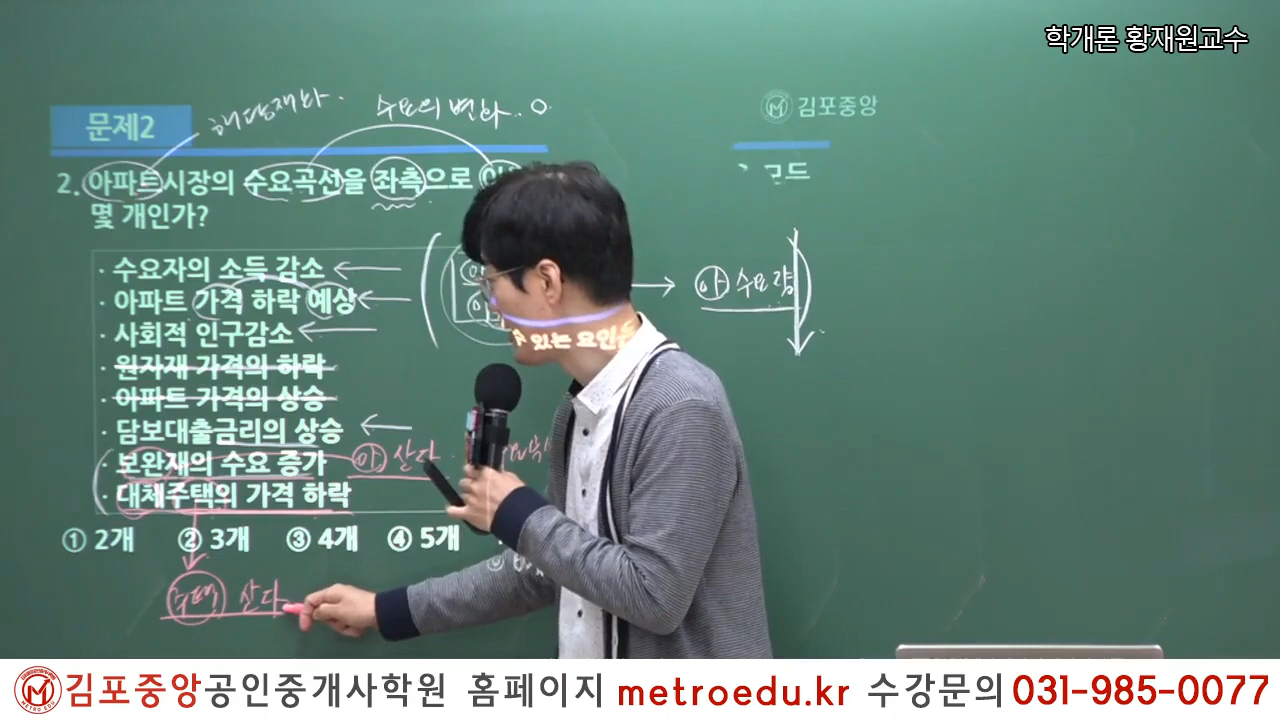 학개론 황재원교수
김포중앙
해당재화.
수요의 변화. O
문제2
2. 아파트시장의 수요곡선을 좌측으로
몇 개인가?
· 수요자의 소득 감소
· 아파트 가격 하락 예상
· 사회적 인구감소
· 원자재 가격의 하락
· 아파트 가격의 상승
· 담보대출금리의 상승
· 보완재의 수요 증가
· 대체주택의 가격 하락
수 있는 요인은
아 수요량
아 산다
① 2개 ② 3개 ③ 4개 ④ 5개
주택 산다
김포중앙공인중개사학원 홈페이지 metroedu.kr 수강문의 031-985-0077
METRO EDU